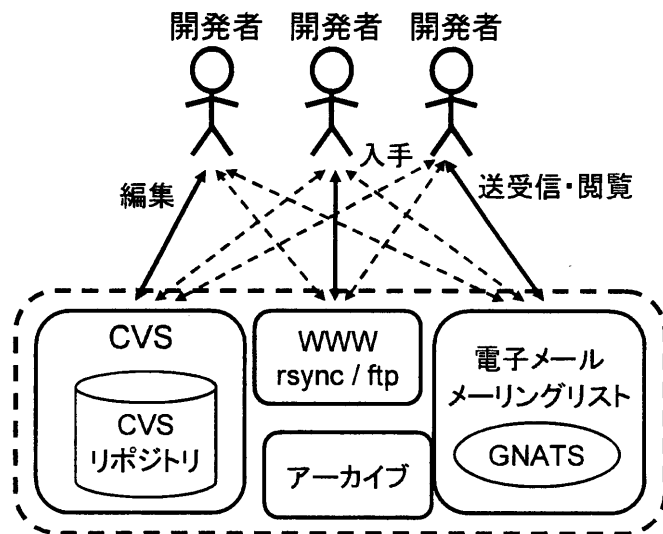 開発者 開発者 開発者
入手
編集
送受信・閲覧
CVS
CVS
リポジトリ
WWW
rsync / ftp
アーカイブ
電子メール
メーリングリスト
GNATS